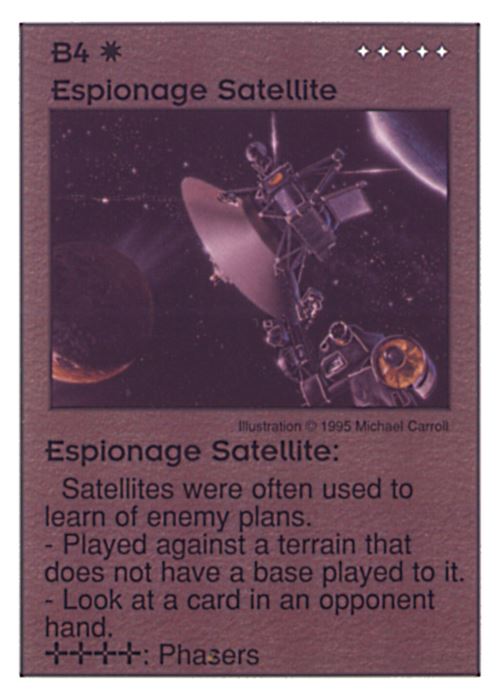 B4 ✷ ✦ ✦ ✦ ✦ ✦
Espionage Satellite
Illustration © 1995 Michael Carroll
Espionage Satellite:
Satellites were often used to
learn of enemy plans.
- Played against a terrain that
does not have a base played to it.
- Look at a card in an opponent
hand.
✢✢✢✢: Phasers